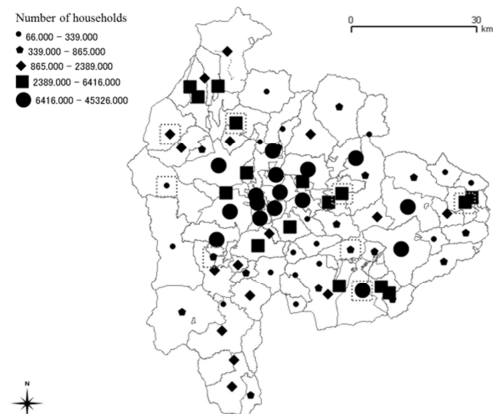 Number of households
66.000 – 339.000
339.000 – 865.000
865.000 – 2389.000
2389.000 – 6416.000
6416.000 – 45326.000
0 30
km
N